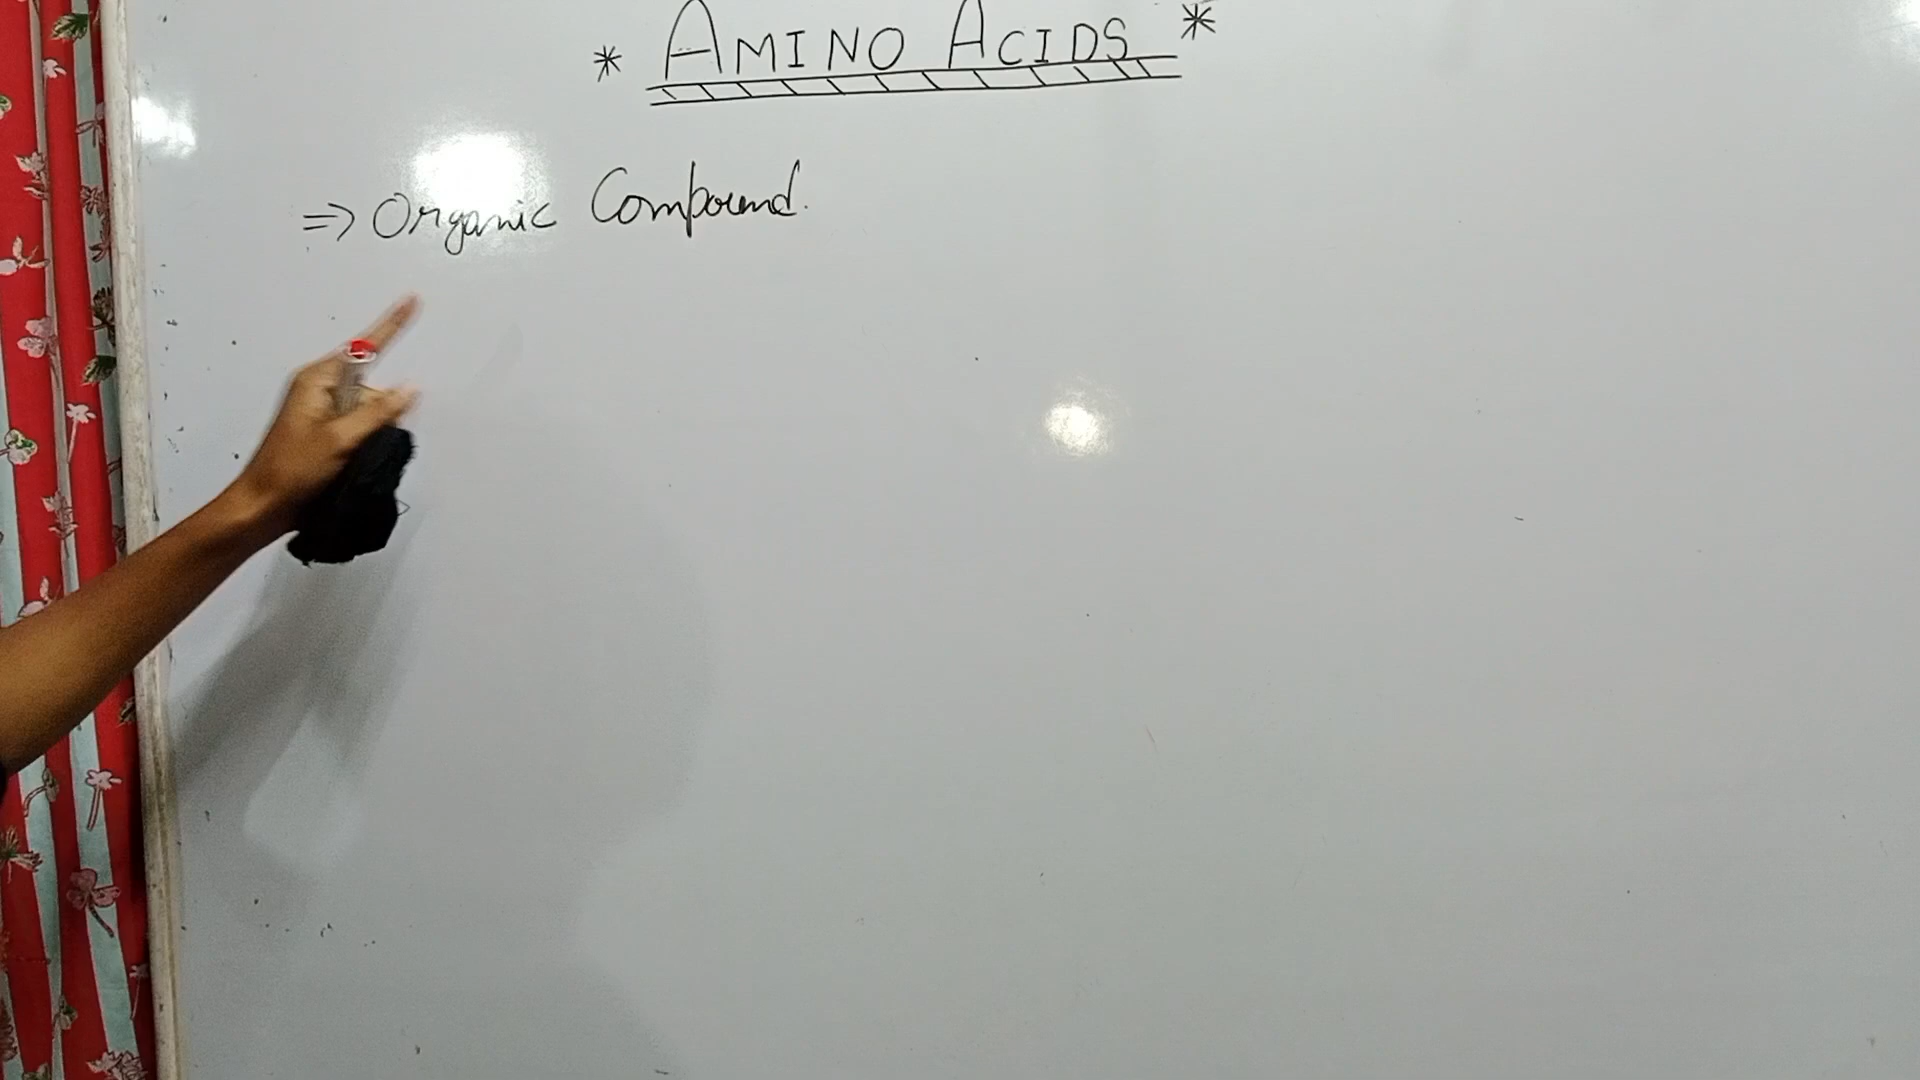 * AMINO ACIDS *
⇒ Organic Compound.